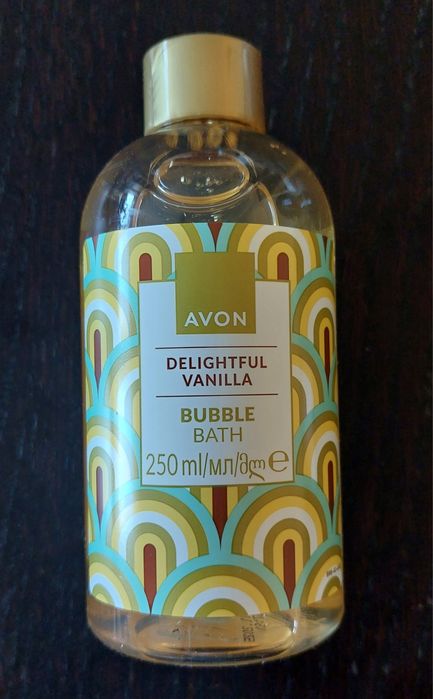 AVON
DELIGHTFUL
VANILLA
BUBBLE
BATH
250 ml/мл/მლ ℮